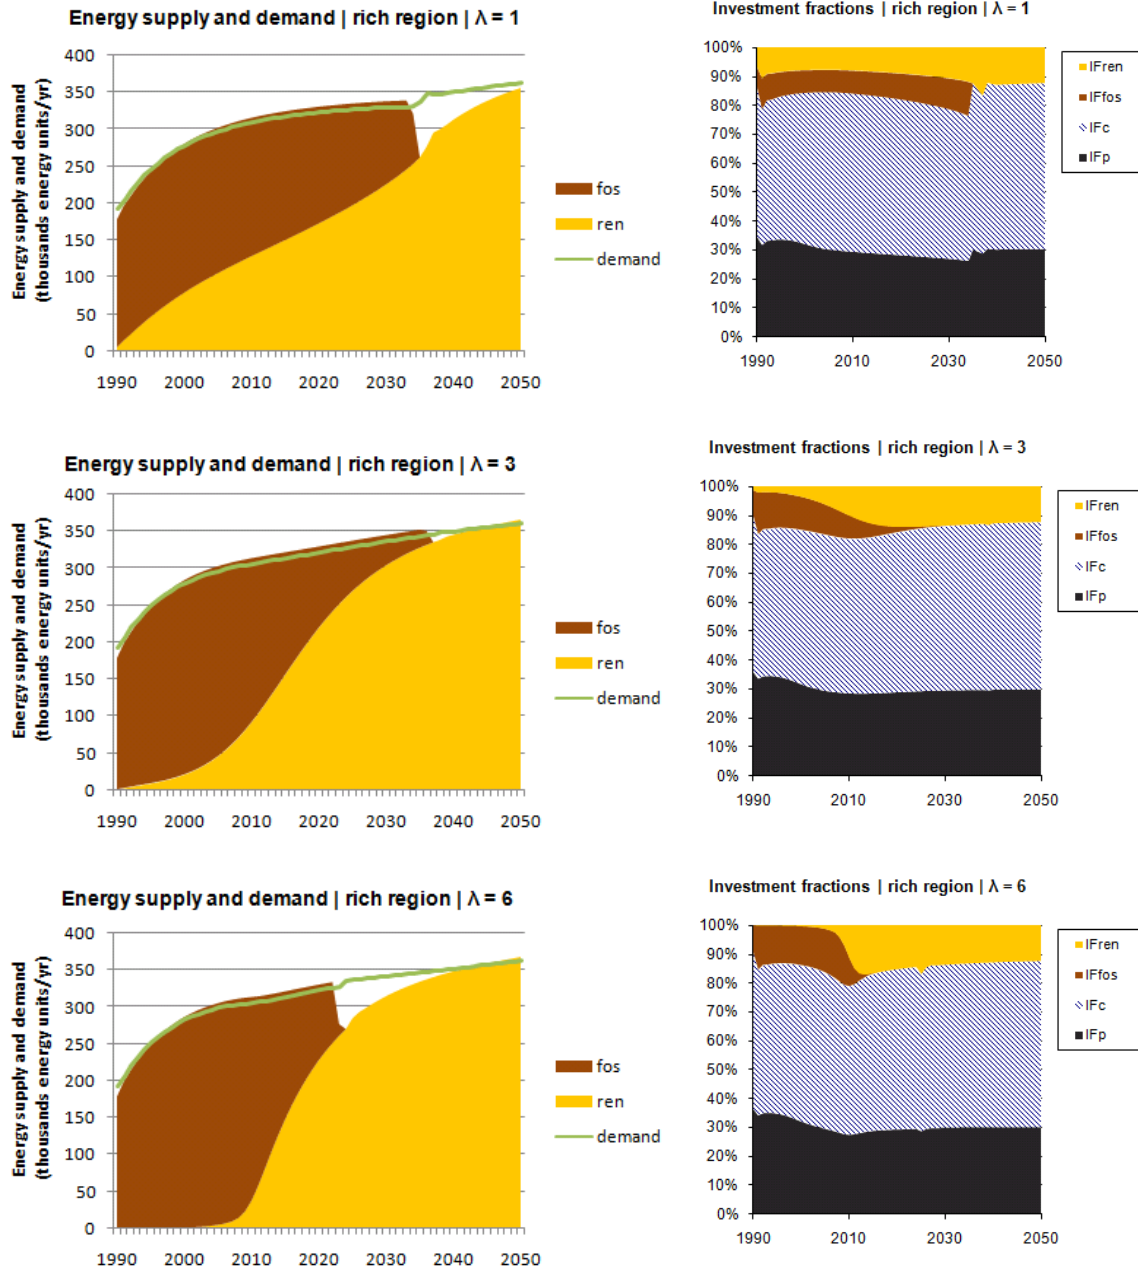 Energy supply and demand | rich region | λ = 1
Energy supply and demand
(thousands energy units/yr)
400
350
300
250
200
150
100
50
0
1990 2000 2010 2020 2030 2040 2050
fos
ren
demand
Investment fractions | rich region | λ = 1
100%
90%
80%
70%
60%
50%
40%
30%
20%
10%
0%
1990 2010 2030 2050
IFren
IFfos
IFc
IFp
Energy supply and demand | rich region | λ = 3
Energy supply and demand
(thousands energy units/yr)
400
350
300
250
200
150
100
50
0
1990 2000 2010 2020 2030 2040 2050
fos
ren
demand
Investment fractions | rich region | λ = 3
100%
90%
80%
70%
60%
50%
40%
30%
20%
10%
0%
1990 2010 2030 2050
IFren
IFfos
IFc
IFp
Energy supply and demand | rich region | λ = 6
Energy supply and demand
(thousands energy units/yr)
400
350
300
250
200
150
100
50
0
1990 2000 2010 2020 2030 2040 2050
fos
ren
demand
Investment fractions | rich region | λ = 6
100%
90%
80%
70%
60%
50%
40%
30%
20%
10%
0%
1990 2010 2030 2050
IFren
IFfos
IFc
IFp